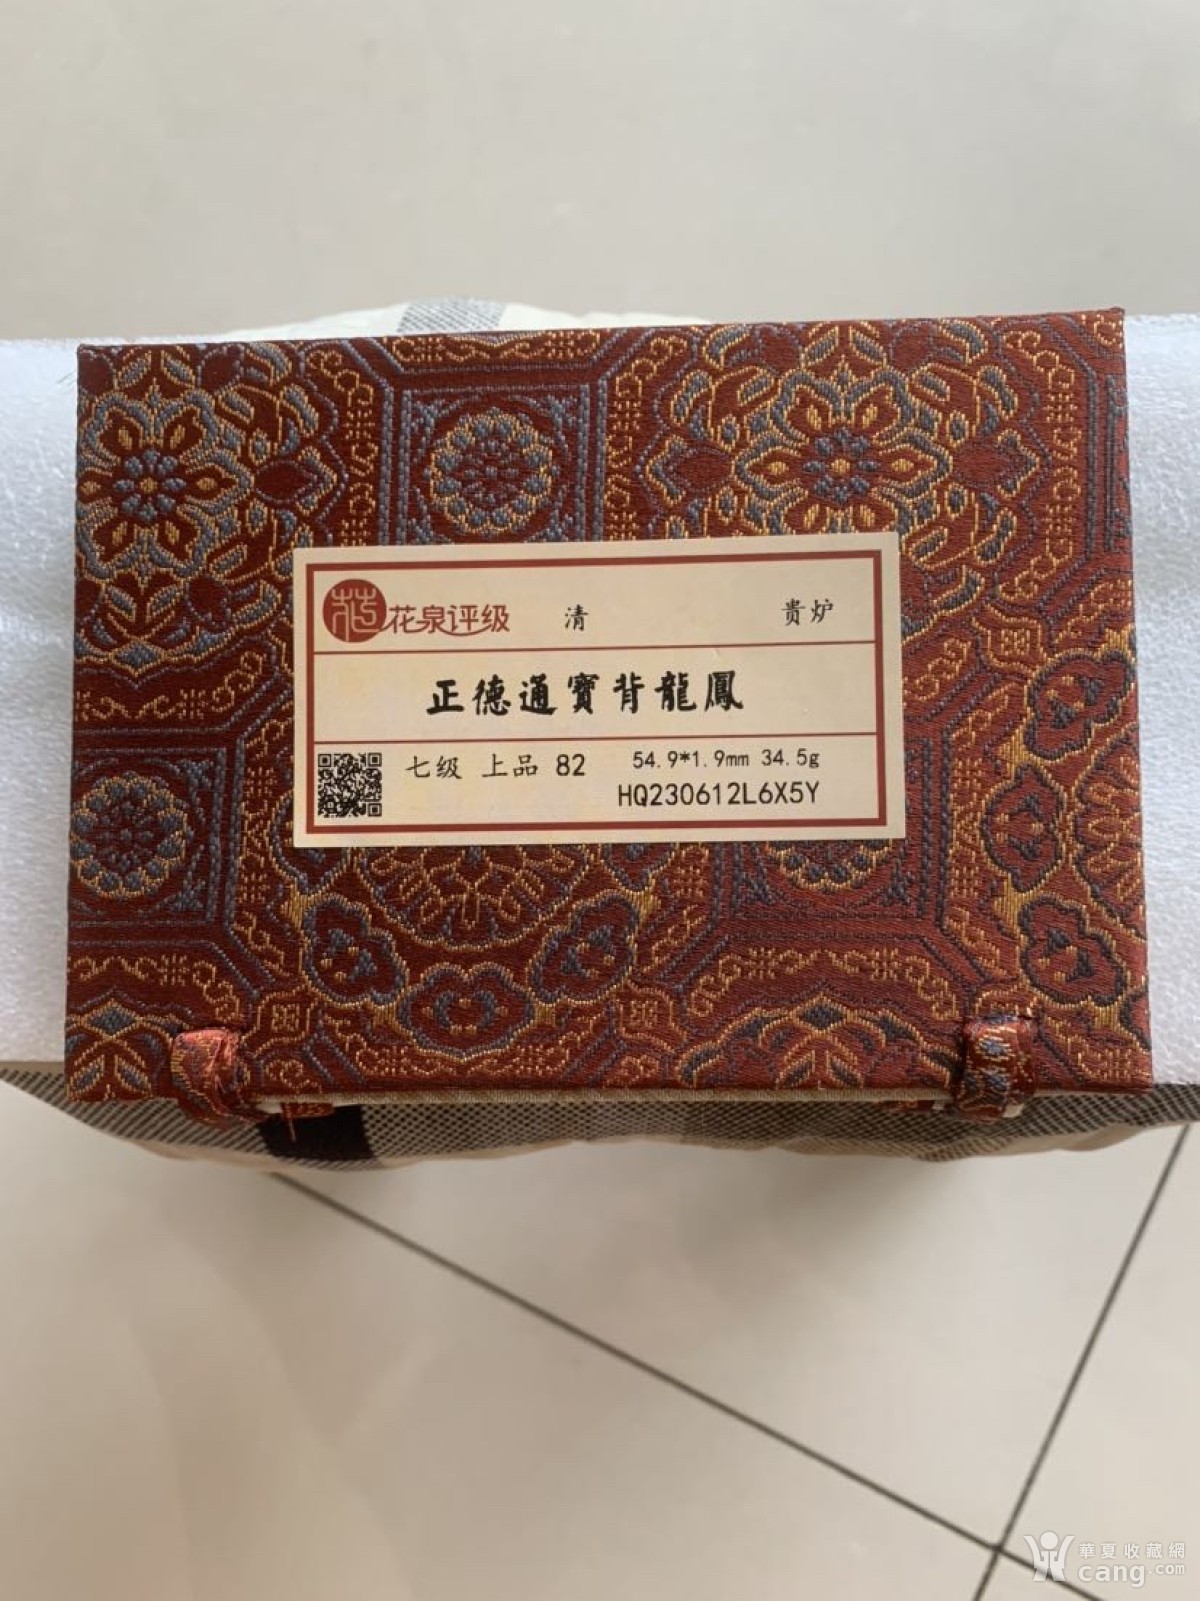 花泉评级 清 贵炉
正德通寶背龍鳳
七级 上品 82 54.9*1.9mm 34.5g
HQ230612L6X5Y
華夏收藏網
cang.com